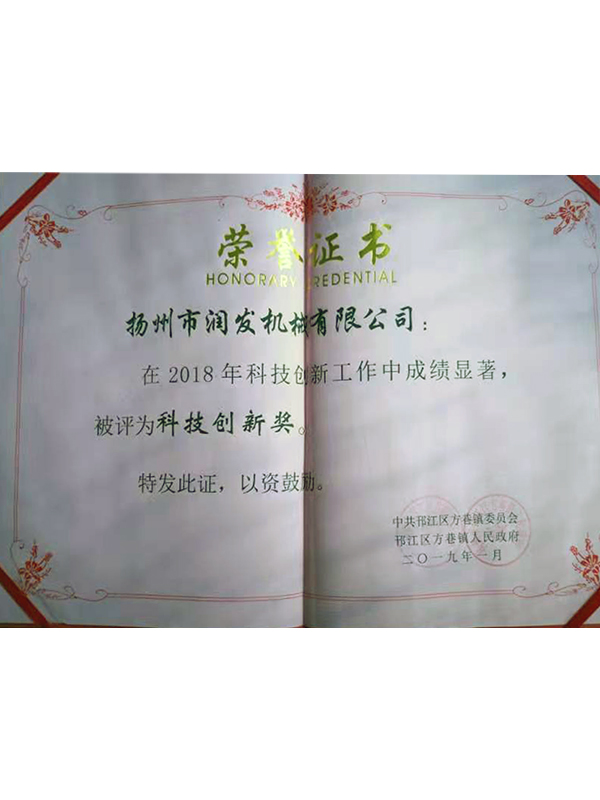 荣誉证书
HONORARY CREDENTIAL
扬州市润发机械有限公司：
在2018年科技创新工作中成绩显著，
被评为科技创新奖。
特发此证，以资鼓励。
中共邗江区方巷镇委员会
邗江区方巷镇人民政府
二〇一九年一月